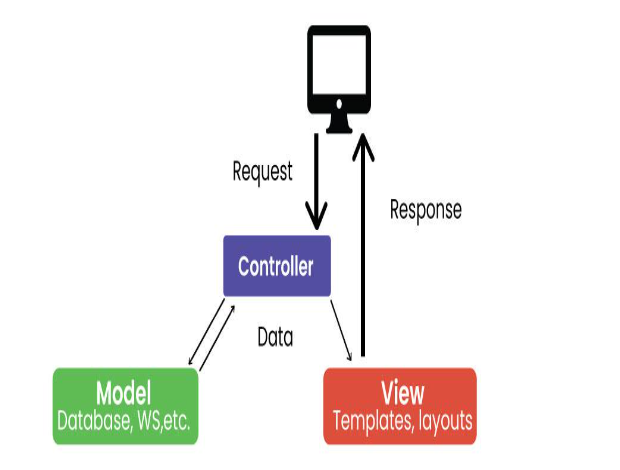 Request
Response
Controller
Data
Model
Database, WS,etc.
View
Templates, layouts